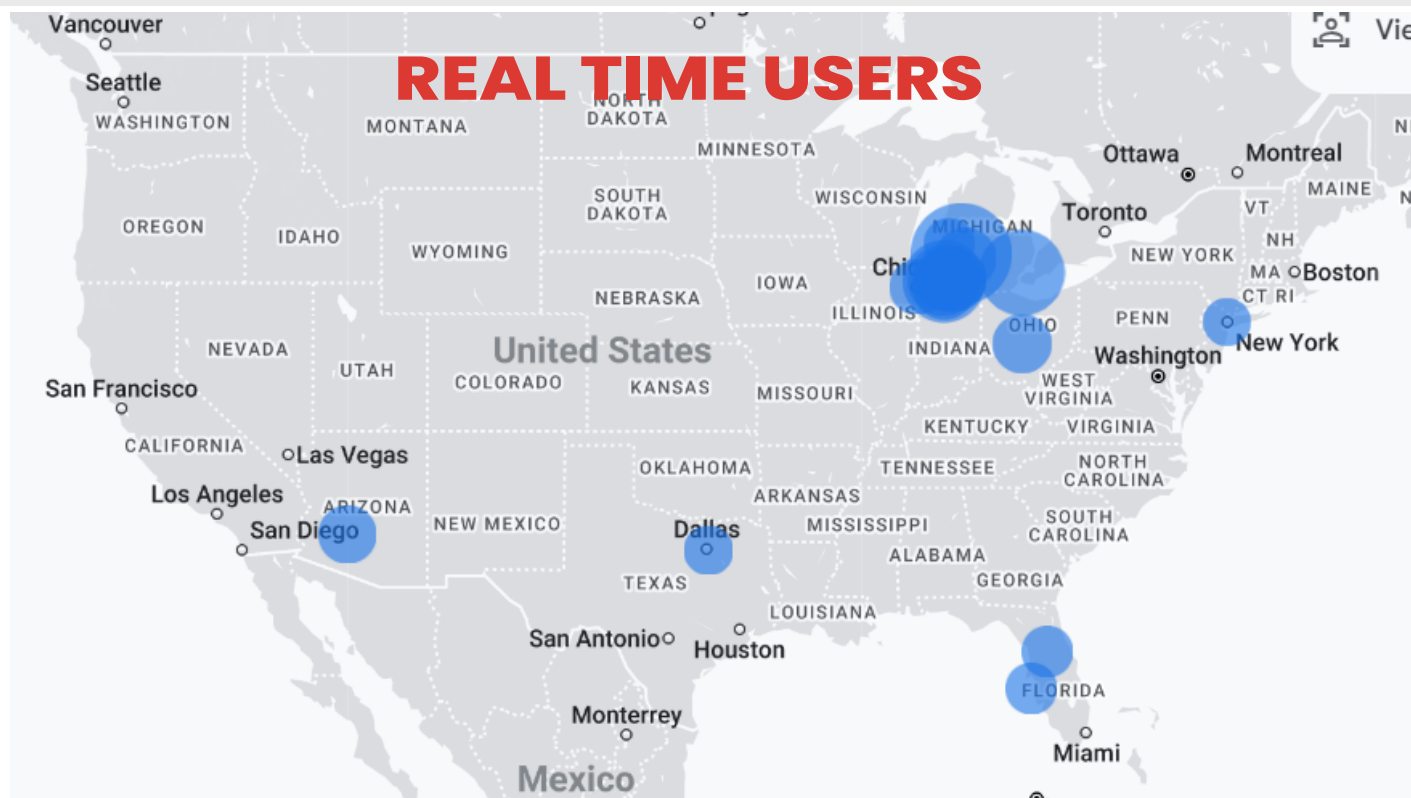 Vancouver
Vie
REAL TIME USERS
Seattle
WASHINGTON
MONTANA
NORTH
DAKOTA
MINNESOTA
Ottawa
Montreal
MAINE
WISCONSIN
SOUTH
DAKOTA
VT
Toronto
OREGON
IDAHO
MICHIGAN
WYOMING
NH
NEW YORK
MA
Boston
IOWA
CT RI
NEBRASKA
ILLINOIS
PENN
OHIO
New York
NEVADA
United States
INDIANA
Washington
UTAH
COLORADO
KANSAS
WEST
VIRGINIA
San Francisco
MISSOURI
KENTUCKY
VIRGINIA
CALIFORNIA
Las Vegas
OKLAHOMA
TENNESSEE
NORTH
CAROLINA
Los Angeles
ARKANSAS
ARIZONA
San Diego
NEW MEXICO
Dallas
MISSISSIPPI
SOUTH
CAROLINA
ALABAMA
TEXAS
GEORGIA
LOUISIANA
San Antonio
Houston
FLORIDA
Monterrey
Miami
Mexico